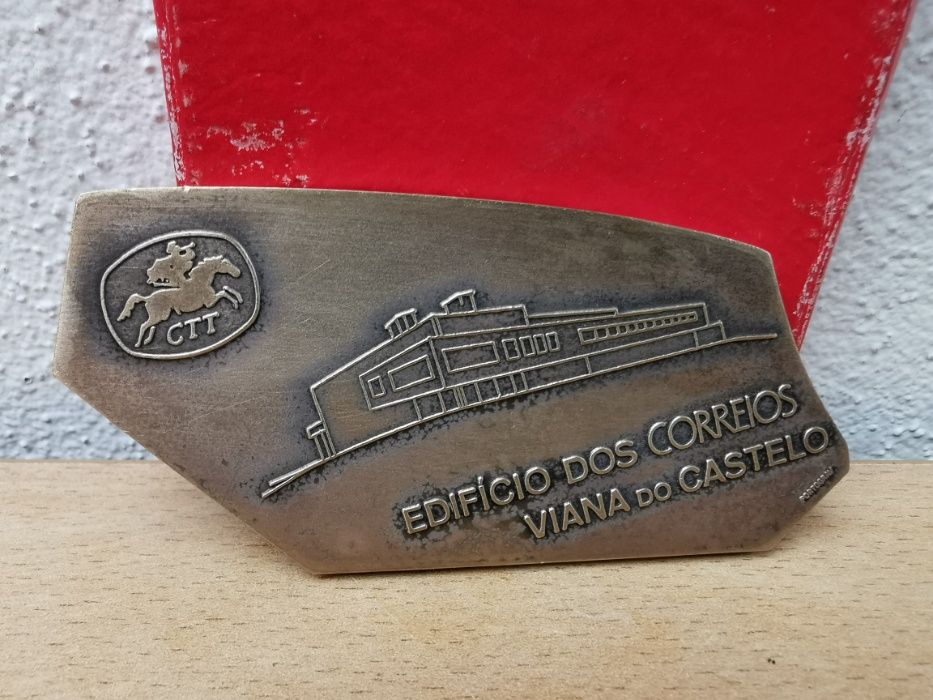 CTT
EDIFÍCIO DOS CORREIOS
VIANA DO CASTELO